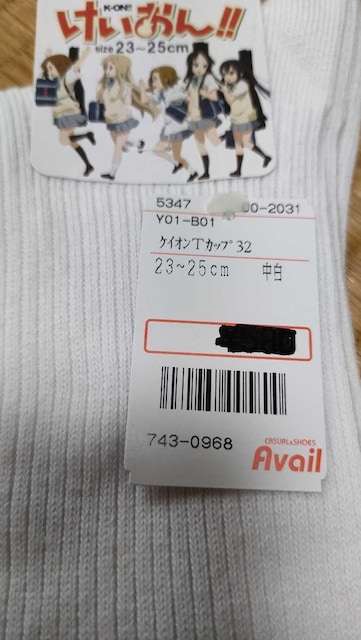 K-ON!!
けいおん!!
size 23~25cm
5347 00-2031
Y01-B01
ケイオンTカップ32
23~25cm 中白
743-0968
CASUAL&SHOES
Avail